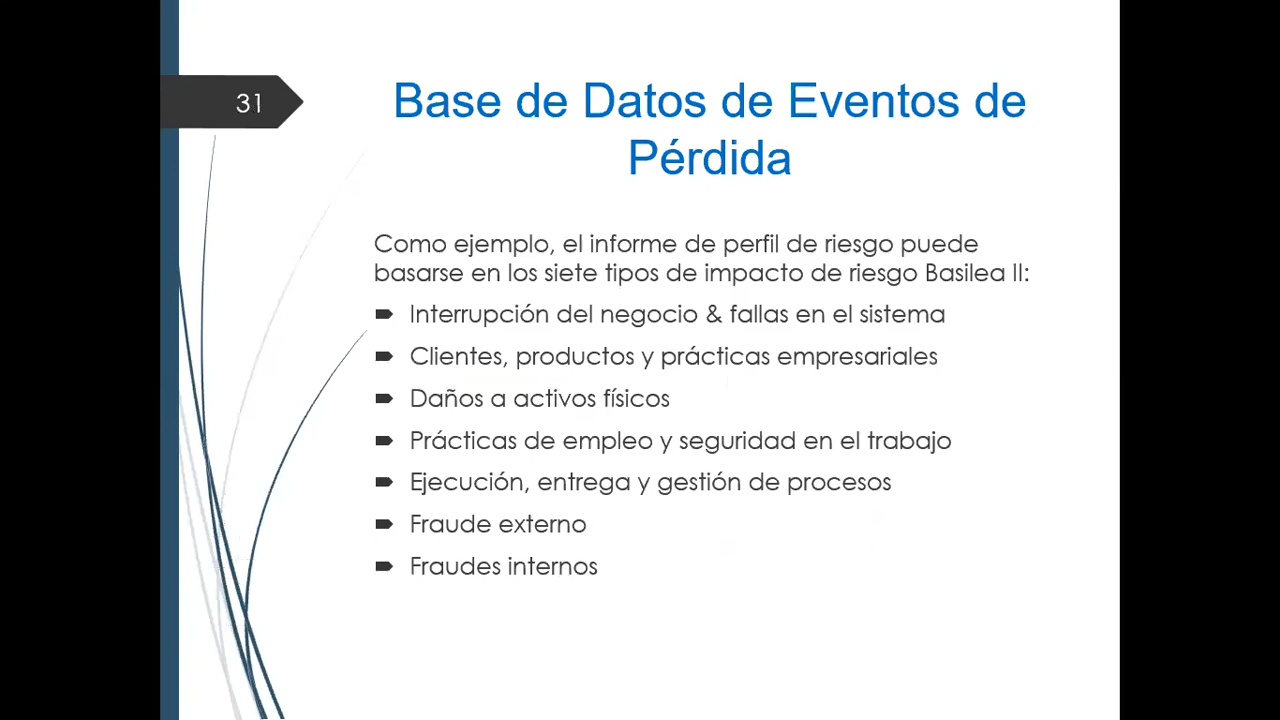 31
Base de Datos de Eventos de
Pérdida
Como ejemplo, el informe de perfil de riesgo puede
basarse en los siete tipos de impacto de riesgo Basilea II:
Interrupción del negocio & fallas en el sistema
Clientes, productos y prácticas empresariales
Daños a activos físicos
Prácticas de empleo y seguridad en el trabajo
Ejecución, entrega y gestión de procesos
Fraude externo
Fraudes internos